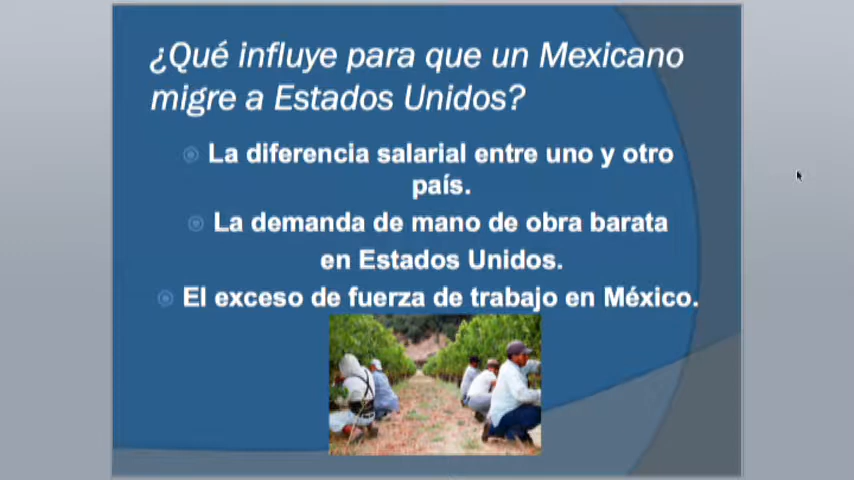 ¿Qué influye para que un Mexicano
migre a Estados Unidos?
La diferencia salarial entre uno y otro
país.
La demanda de mano de obra barata
en Estados Unidos.
El exceso de fuerza de trabajo en México.